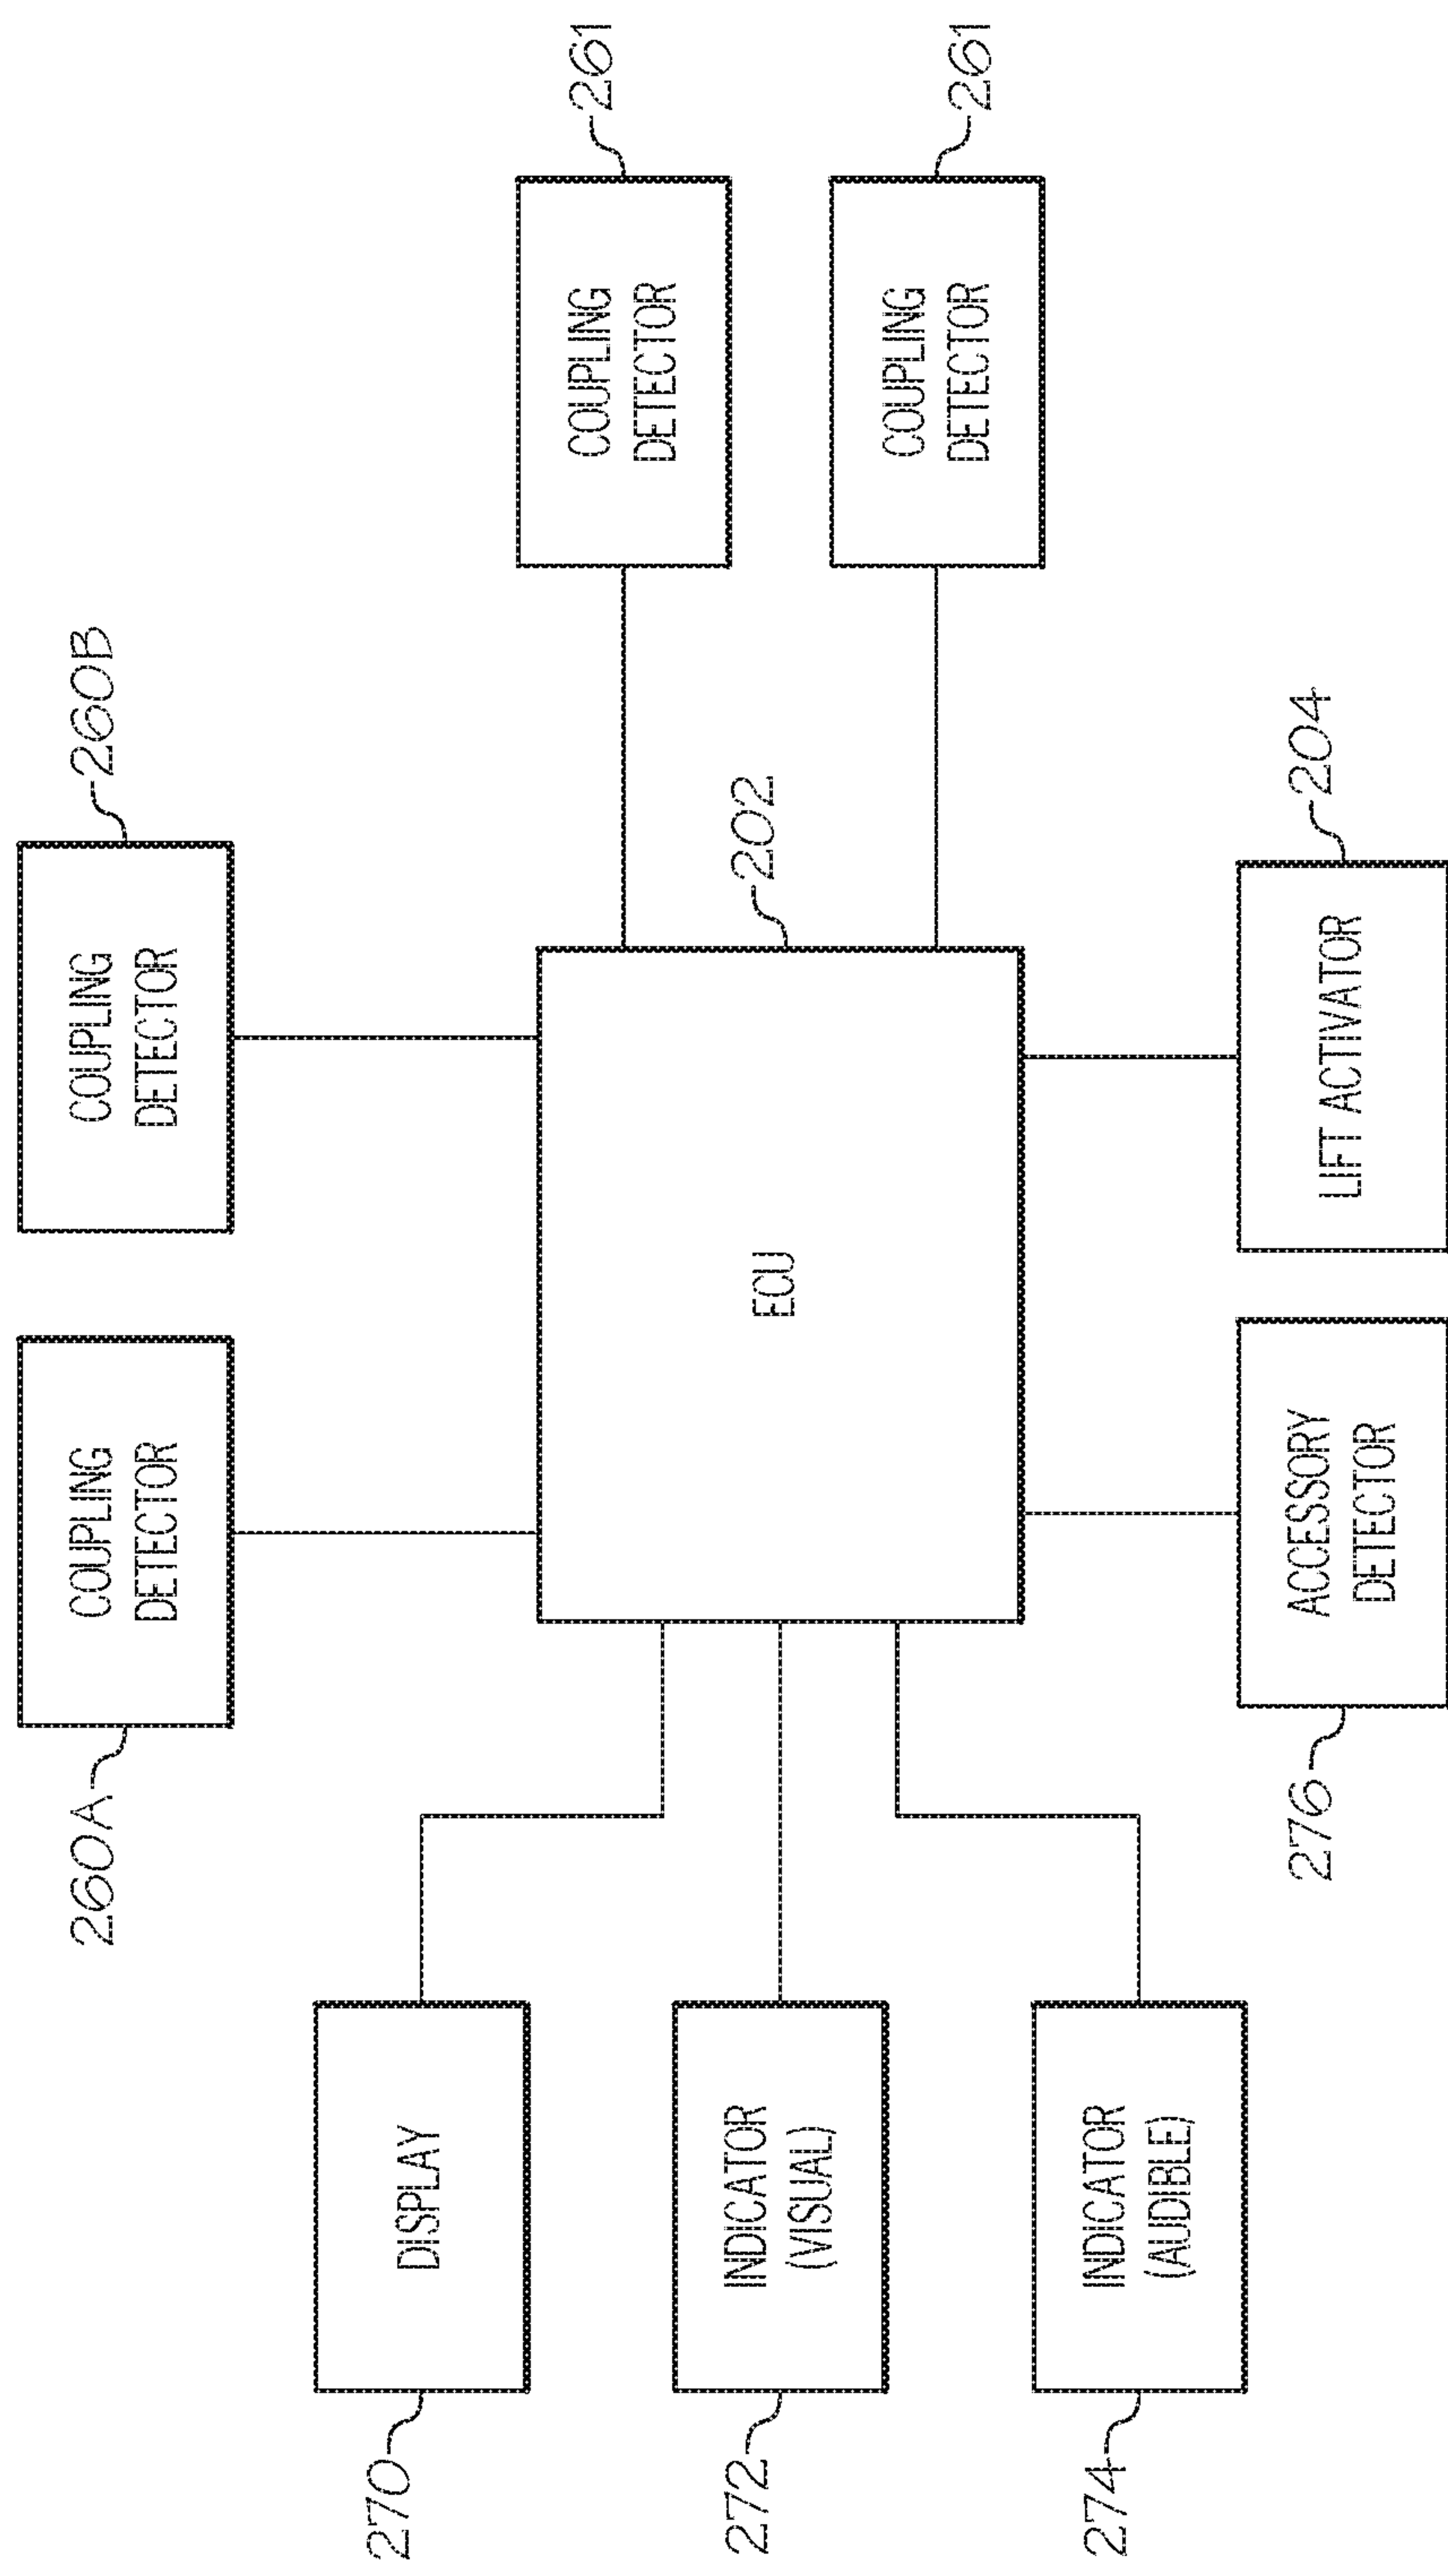 260A
260B
COUPLING
DETECTOR
COUPLING
DETECTOR
270
DISPLAY
COUPLING
DETECTOR
261
272
INDICATOR
(VISUAL)
ECU
202
COUPLING
DETECTOR
261
274
INDICATOR
(AUDIBLE)
276
ACCESSORY
DETECTOR
LIFT ACTIVATOR
204